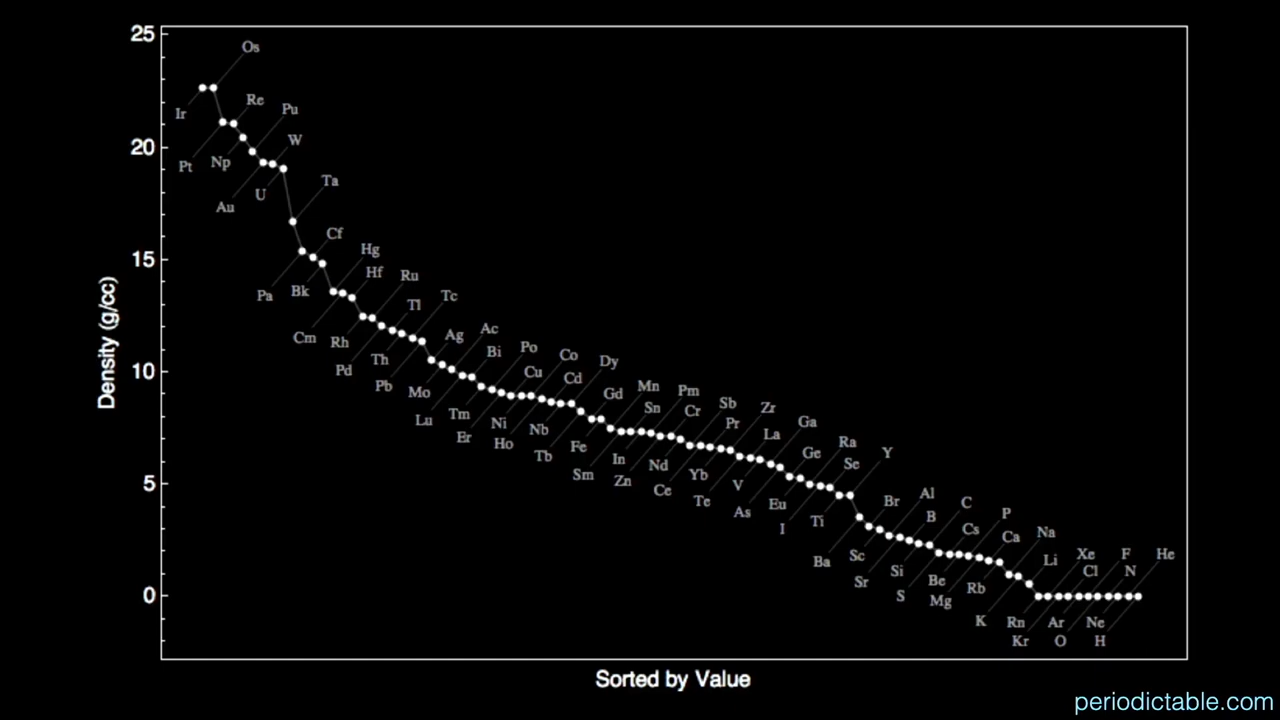 25
20
15
10
5
0
Density (g/cc)
Os
Ir
Re
Pu
Pt
Np
W
Au
U
Ta
Cf
Pa
Bk
Hg
Hf
Cm
Ru
Rh
Tl
Pd
Th
Tc
Pb
Ag
Mo
Ac
Lu
Bi
Tm
Po
Er
Cu
Ni
Co
Ho
Cd
Nb
Dy
Tb
Gd
Fe
Mn
Sm
Sn
In
Pm
Zn
Cr
Nd
Sb
Ce
Pr
Yb
Zr
Te
La
V
Ga
As
Ge
Eu
Ra
I
Se
Ti
Y
Ba
Br
Sc
Al
Sr
B
Si
C
S
Cs
Be
P
Mg
Ca
Rb
Na
K
Li
Rn
Xe
Kr
Cl
Ar
F
O
N
Ne
He
H
Sorted by Value
periodictable.com